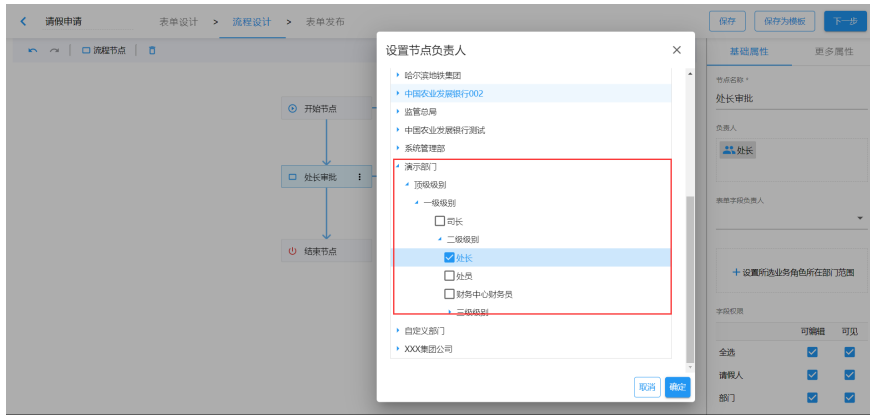 请假申请
表单设计 > 流程设计 > 表单发布
保存 保存为模板 下一步
流程节点
开始节点
处长审批
结束节点
设置节点负责人
哈尔滨地铁集团
中国农业发展银行002
监管总局
中国农业发展银行测试
系统管理部
演示部门
顶级级别
一级级别
司长
二级级别
处长
处员
财务中心财务员
三级级别
自定义部门
XXX集团公司
取消 确定
基础属性 更多属性
节点名称 *
处长审批
负责人
处长
表单字段负责人
+ 设置所选业务角色所在部门范围
字段权限
可编辑 可见
全选
请假人
部门